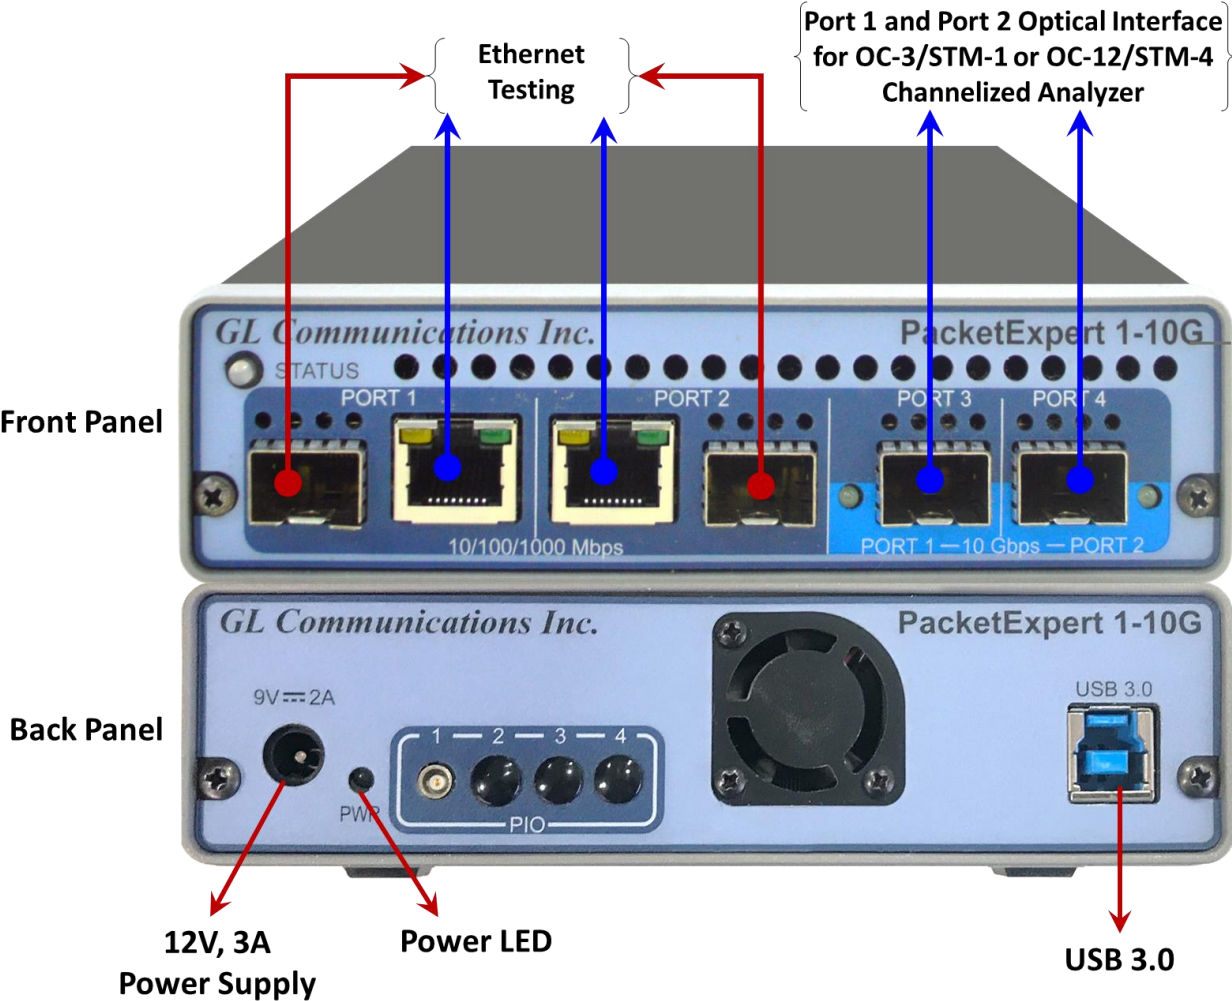 Ethernet
Testing
Port 1 and Port 2 Optical Interface
for OC-3/STM-1 or OC-12/STM-4
Channelized Analyzer
GL Communications Inc.
PacketExpert 1-10G
STATUS
PORT 1
PORT 2
PORT 3
PORT 4
Front Panel
10/100/1000 Mbps
PORT 1 — 10 Gbps — PORT 2
GL Communications Inc.
PacketExpert 1-10G
9V 2A
USB 3.0
Back Panel
1 2 3 4
PWR
PIO
12V, 3A
Power Supply
Power LED
USB 3.0